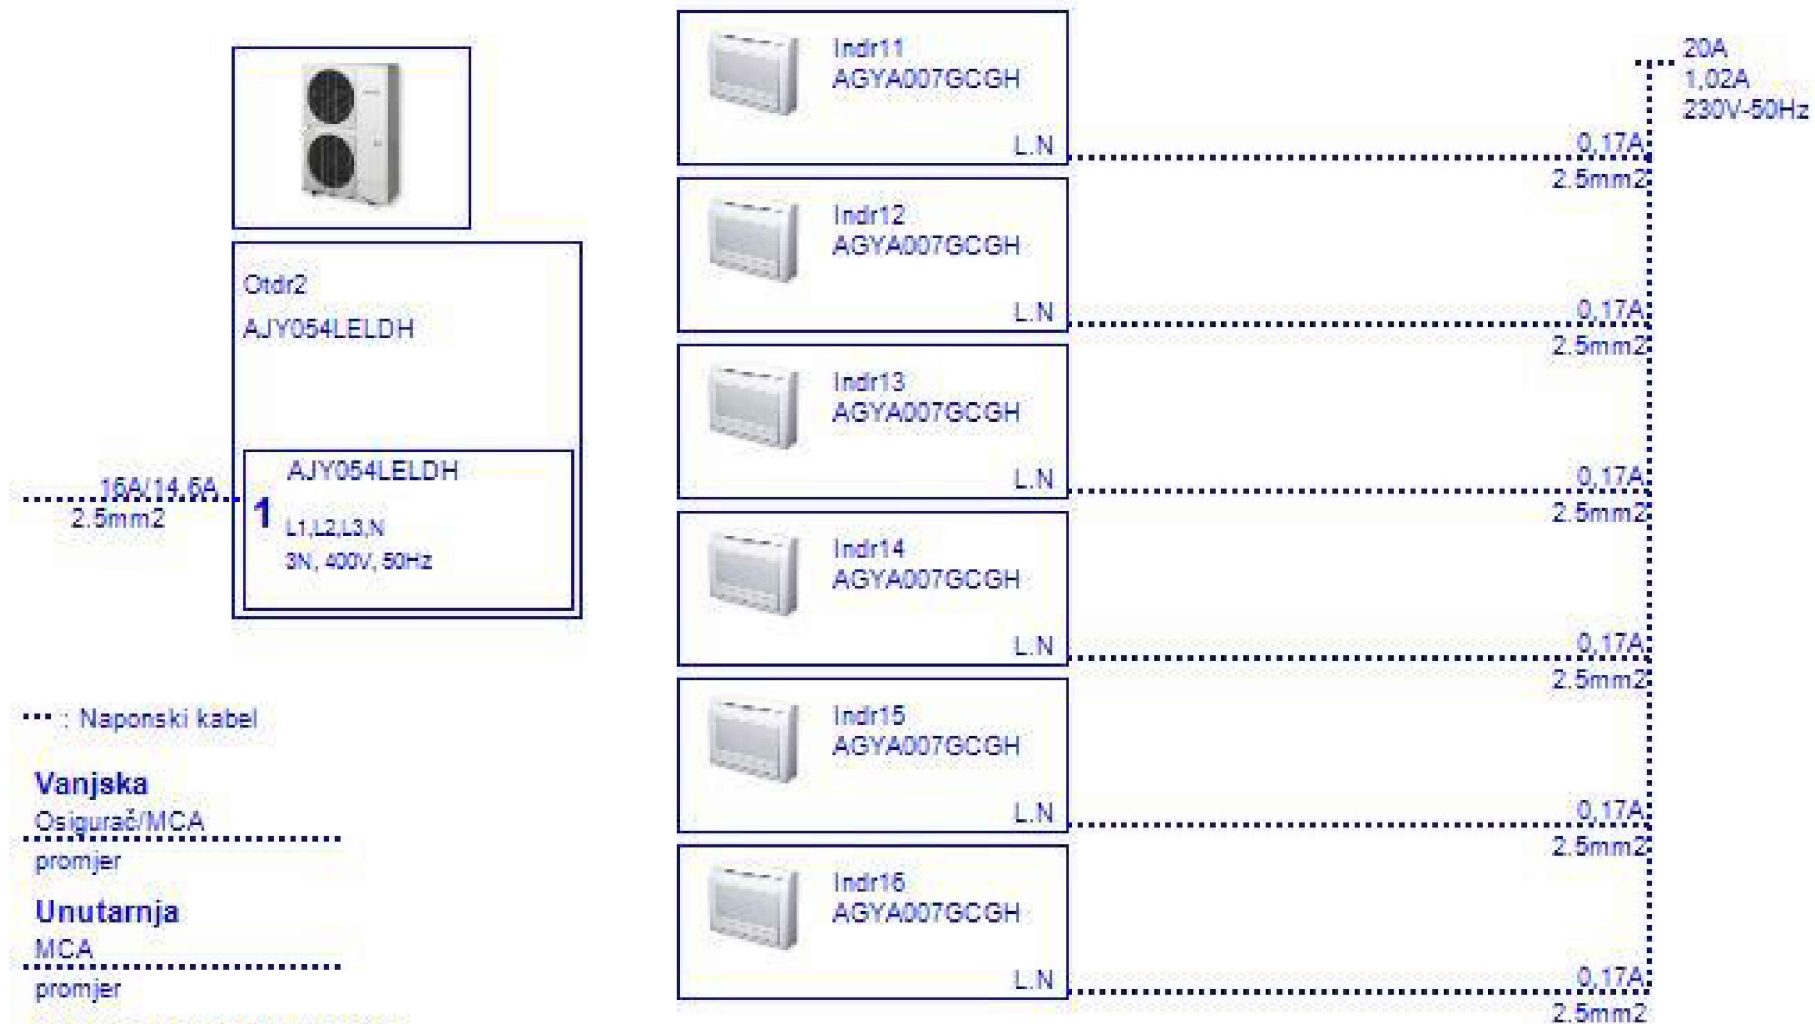 Otdr2
AJY054LELDH
16A/14,6A
2.5mm2
AJY054LELDH
1
L1,L2,L3,N
3N, 400V, 50Hz
··· : Naponski kabel
Vanjska
Osigurač/MCA
promjer
Unutarnja
MCA
promjer
Indr11
AGYA007GCGH
L.N
0,17A
2.5mm2
Indr12
AGYA007GCGH
L.N
0,17A
2.5mm2
Indr13
AGYA007GCGH
L.N
0,17A
2.5mm2
Indr14
AGYA007GCGH
L.N
0,17A
2.5mm2
Indr15
AGYA007GCGH
L.N
0,17A
2.5mm2
Indr16
AGYA007GCGH
L.N
0,17A
2.5mm2
20A
1,02A
230V-50Hz